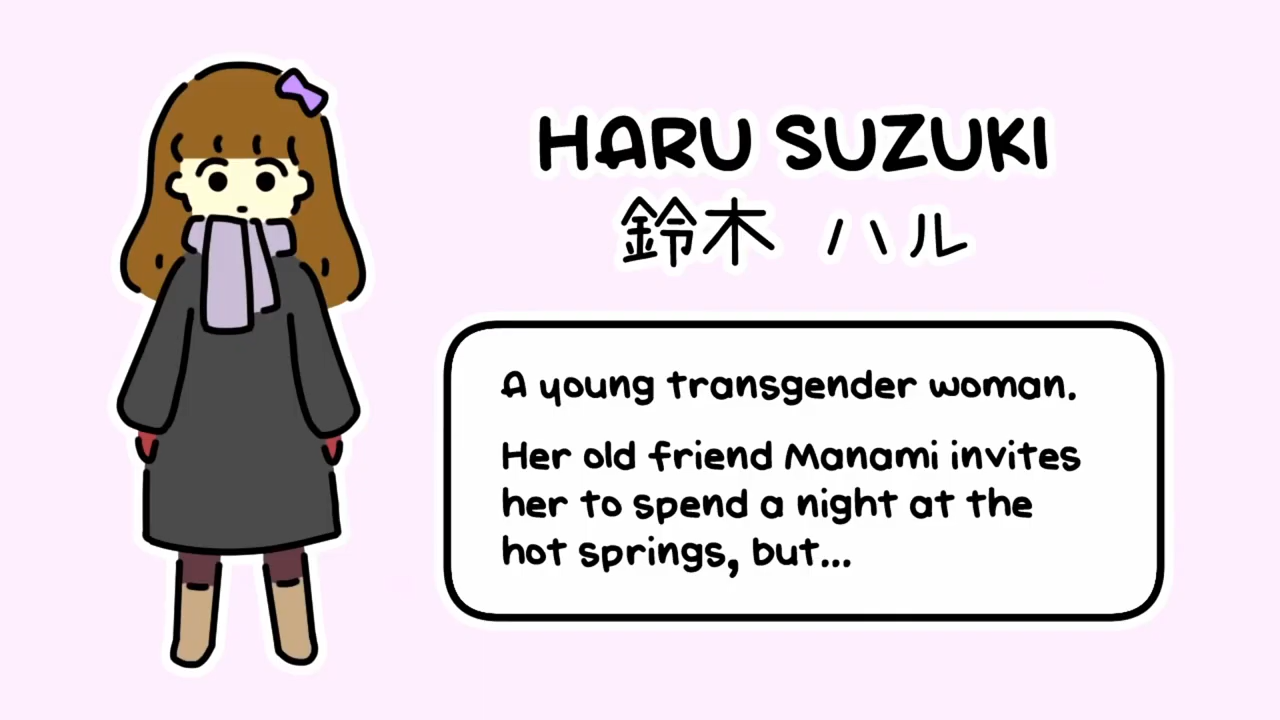 HARU SUZUKI
鈴木 ハル
A young transgender woman.
Her old friend Manami invites
her to spend a night at the
hot springs, but...